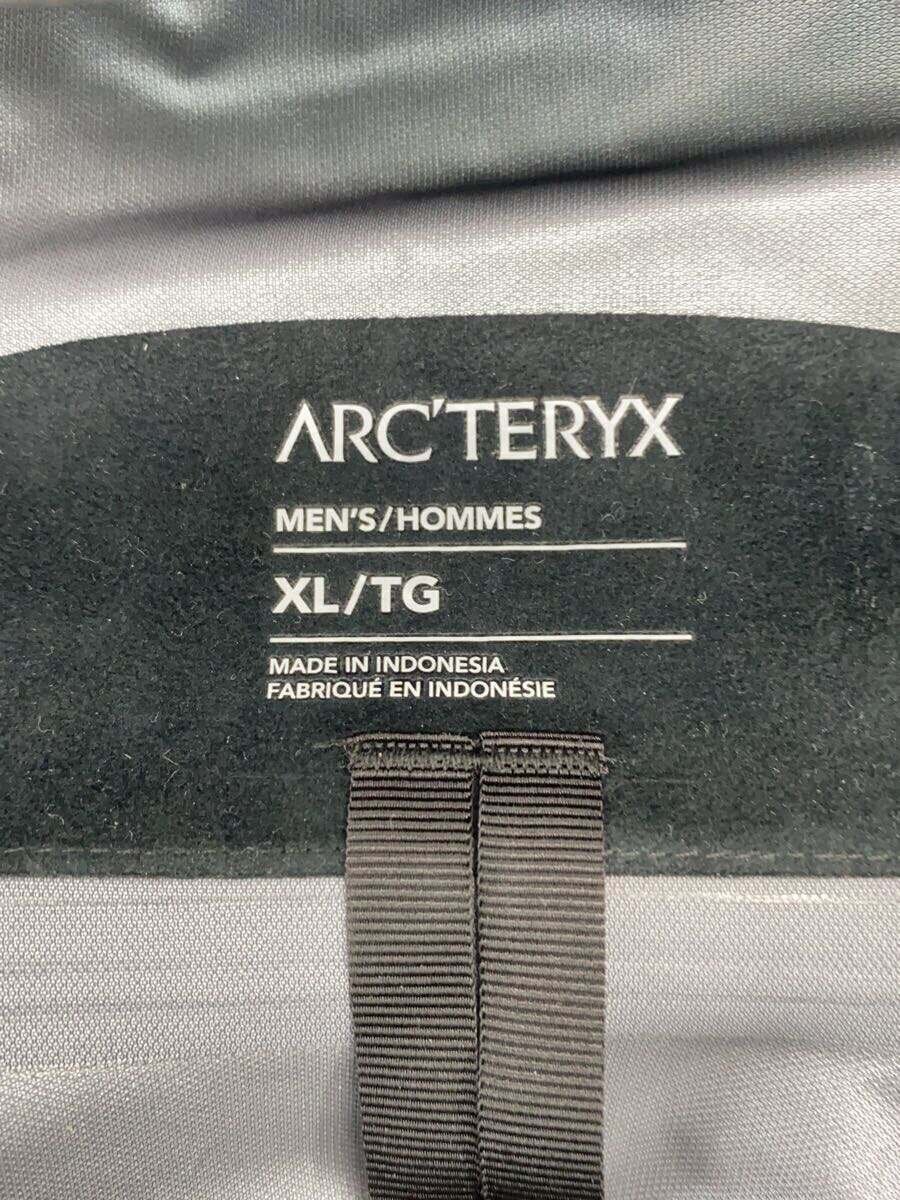 ARC'TERYX
MEN'S/HOMMES
XL/TG
MADE IN INDONESIA
FABRIQUÉ EN INDONÉSIE